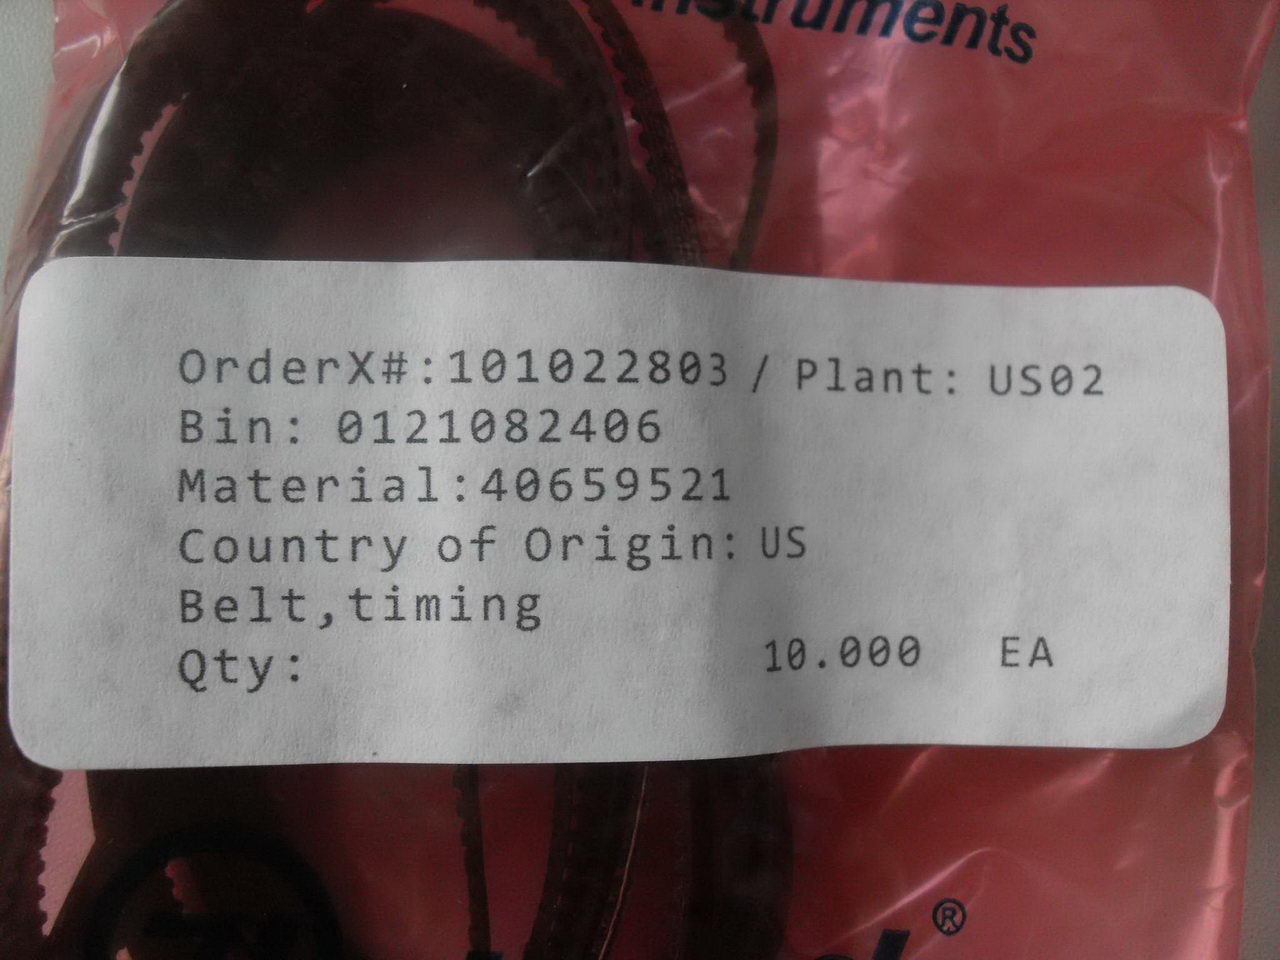 Instruments
OrderX#:101022803 / Plant: US02
Bin: 0121082406
Material:40659521
Country of Origin: US
Belt,timing
Qty: 10.000 EA
®